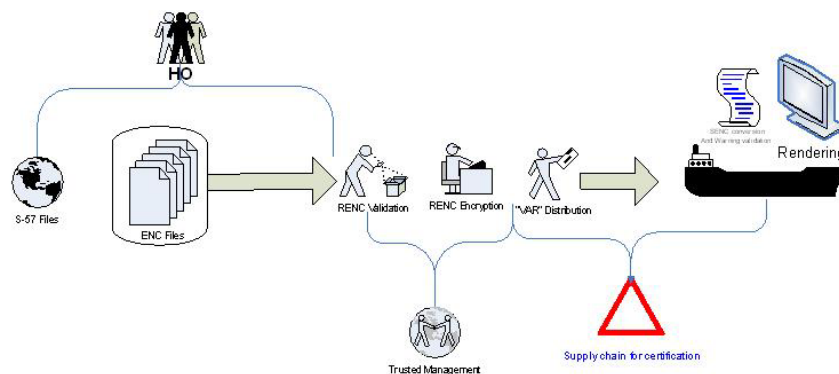 HO
SENC conversion
And Warning validation
Rendering
S-57 Files
ENC Files
RENC Validation
RENC Encryption
"VAR" Distribution
Trusted Management
Supply chain for certification